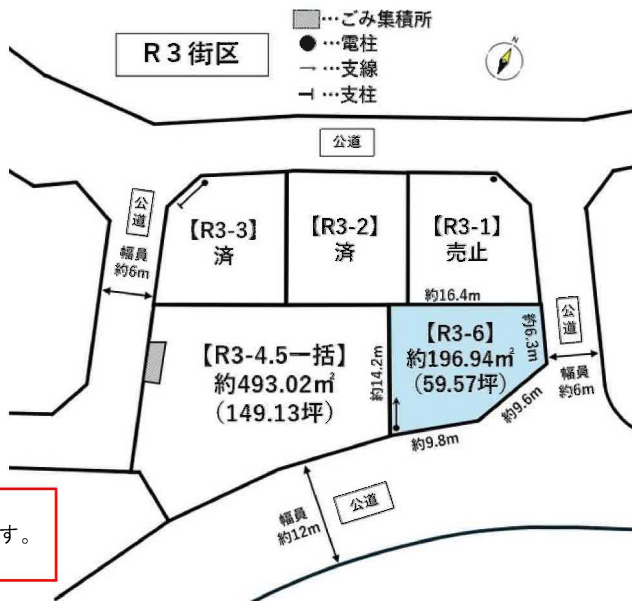 …ごみ集積所
…電柱
…支線
…支柱
R3街区
N
公道
公道
幅員
約6m
【R3-3】
済
【R3-2】
済
【R3-1】
売止
約16.4m
【R3-4.5一括】
約493.02㎡
（149.13坪）
約14.2m
【R3-6】
約196.94㎡
（59.57坪）
約6.3m
約9.6m
約9.8m
公道
幅員
約6m
幅員
約12m
公道
す。